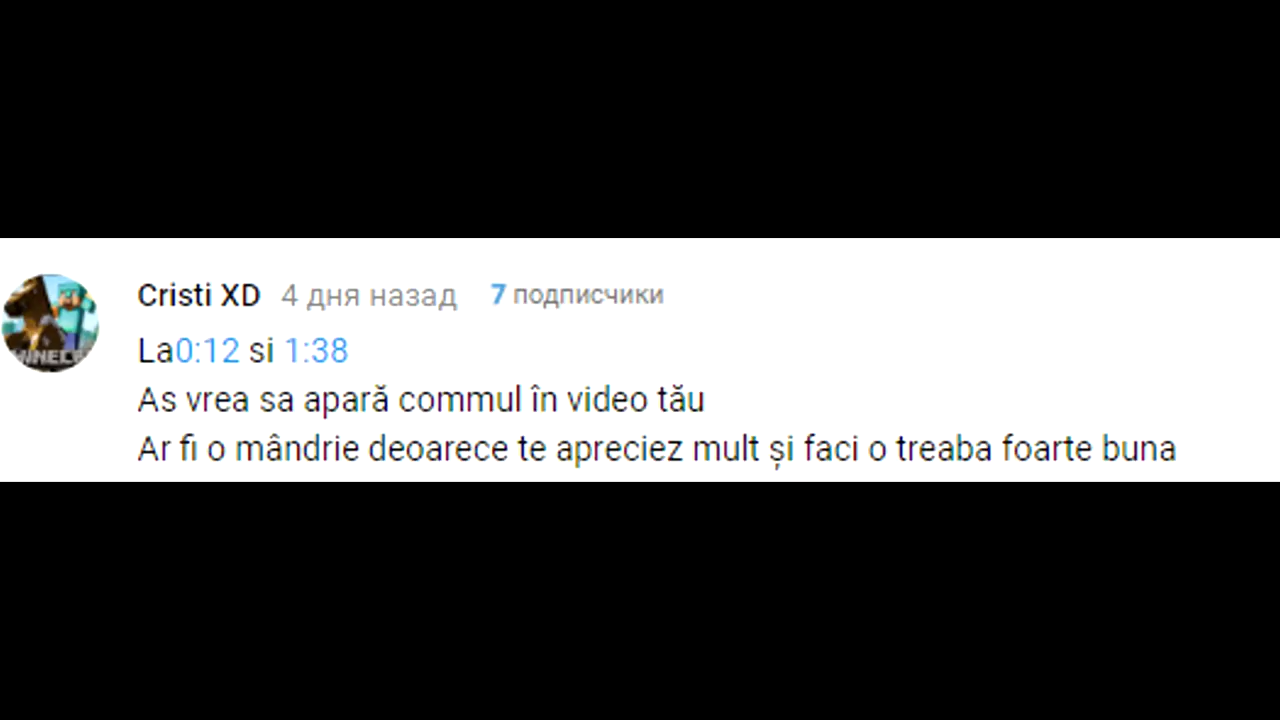 Cristi XD 4 дня назад 7 подписчики
La0:12 si 1:38
As vrea sa apară commul în video tău
Ar fi o mândrie deoarece te apreciez mult și faci o treaba foarte buna